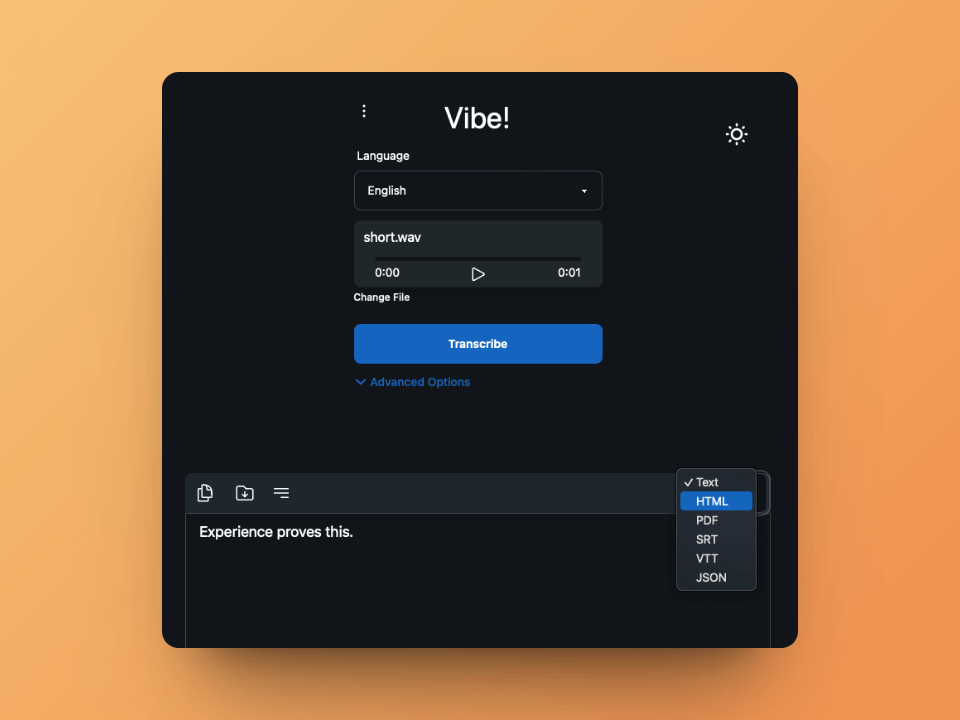 Vibe!
Language
English
short.wav
0:00 0:01
Change File
Transcribe
Advanced Options
Text
HTML
PDF
SRT
VTT
JSON
Experience proves this.